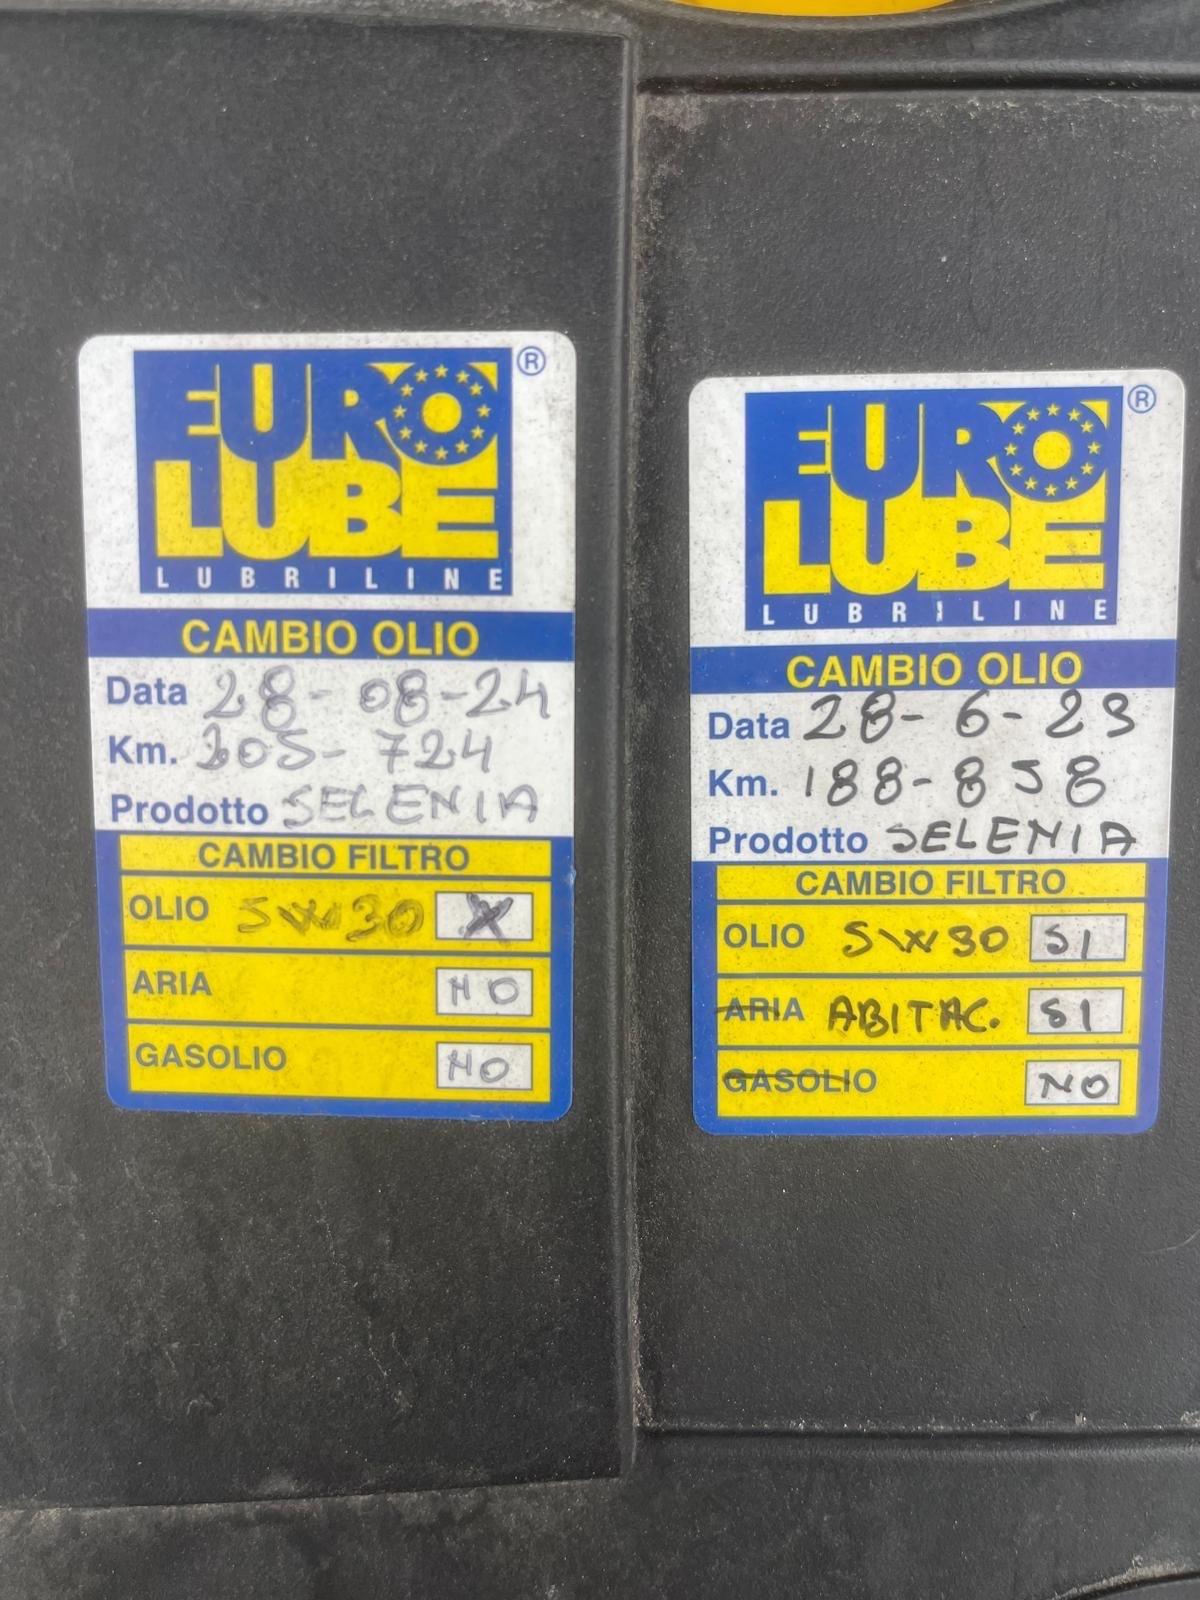 EURO ®
LUBE
LUBRILINE
CAMBIO OLIO
Data 28-08-24
Km. 205-724
Prodotto SELENIA
CAMBIO FILTRO
OLIO 5W30 X
ARIA NO
GASOLIO NO
EURO ®
LUBE
LUBRILINE
CAMBIO OLIO
Data 28-6-23
Km. 188-858
Prodotto SELENIA
CAMBIO FILTRO
OLIO 5W30 SI
ARIA ABITAC. SI
GASOLIO NO